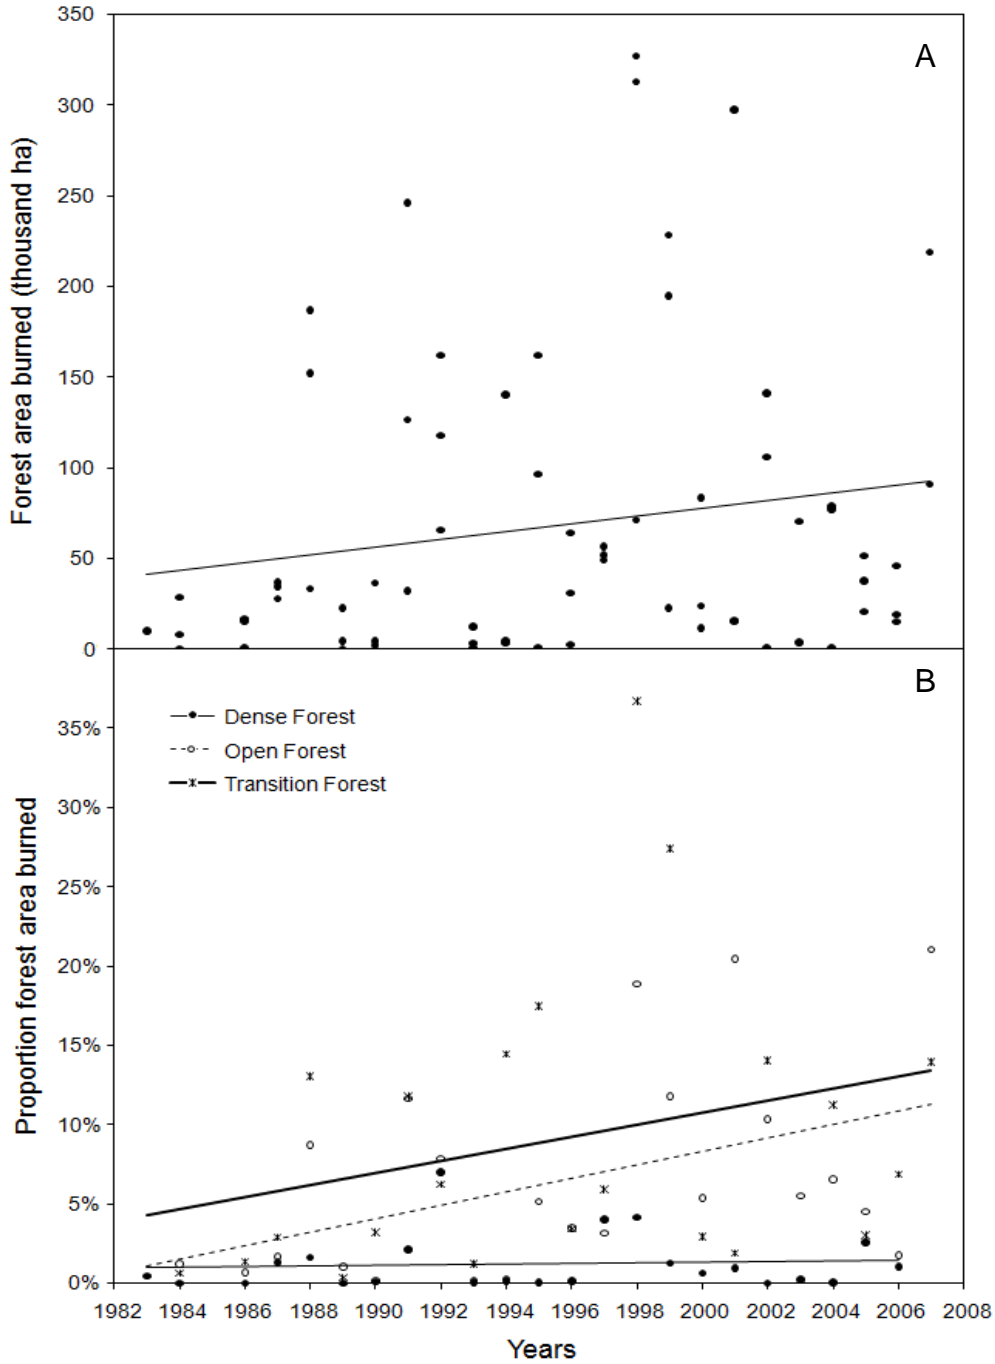 350
A
300
250
200
150
100
50
0
Forest area burned (thousand ha)
B
Dense Forest
Open Forest
Transition Forest
35%
30%
25%
20%
15%
10%
5%
0%
Proportion forest area burned
1982 1984 1986 1988 1990 1992 1994 1996 1998 2000 2002 2004 2006 2008
Years